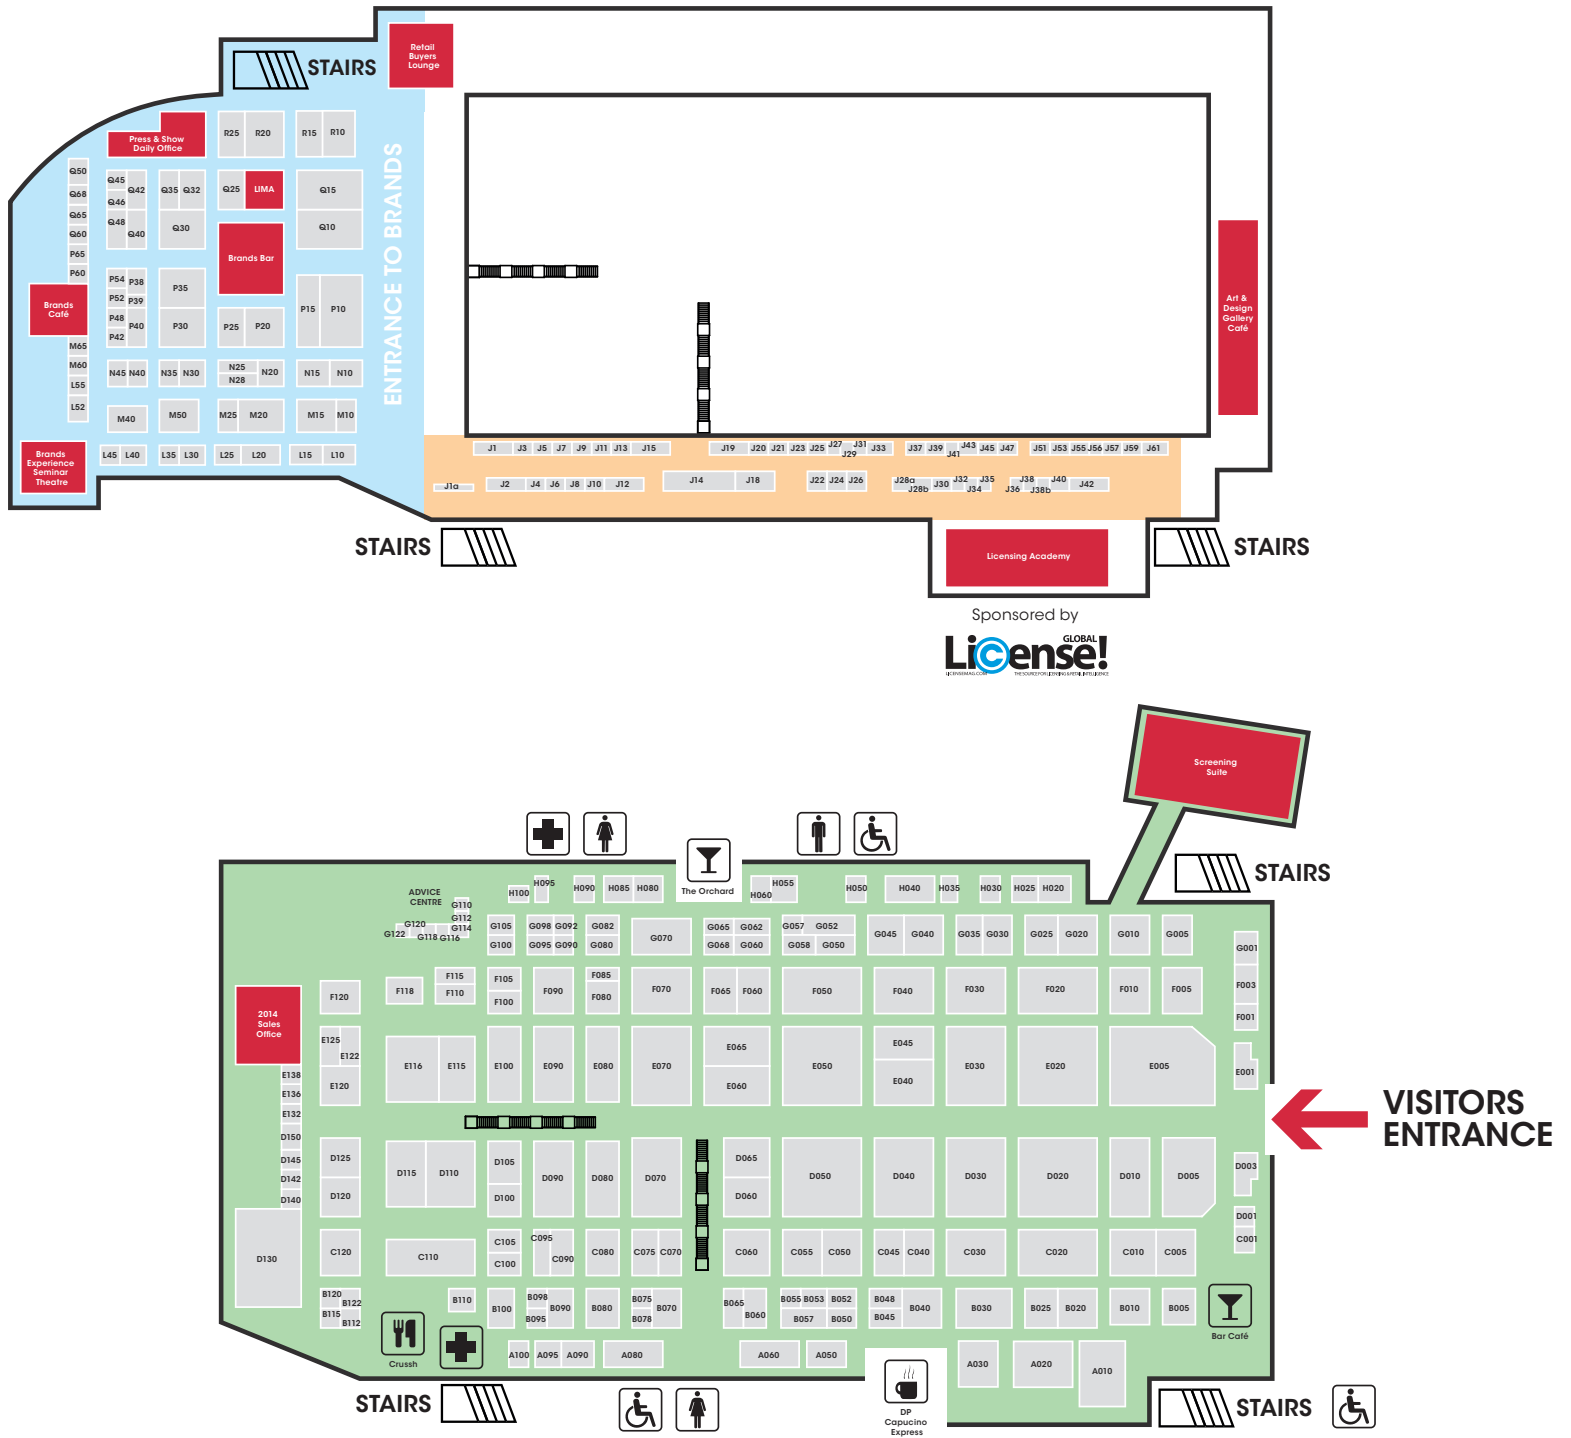 Retail
Buyers
Lounge
STAIRS
Press & Show
Daily Office
R25
R20
R15
R10
Q50
Q68
Q65
Q60
P65
P60
Q45
Q46
Q42
Q48
Q40
Q35
Q32
Q30
Q25
LIMA
Q15
Q10
Brands Bar
ENTRANCE TO BRANDS
Brands
Café
P54
P38
P52
P39
P48
P40
P42
P35
P30
P25
P20
P15
P10
M65
M60
L55
L52
N45
N40
N35
N30
N25
N28
N20
N15
N10
M40
M50
M25
M20
M15
M10
Brands
Experience
Seminar
Theatre
L45
L40
L35
L30
L25
L20
L15
L10
Art &
Design
Gallery
Café
J1
J3
J5
J7
J9
J11
J13
J15
J19
J20
J21
J23
J25
J27
J29
J31
J33
J37
J39
J41
J43
J45
J47
J51
J53
J55
J56
J57
J59
J61
J1a
J2
J4
J6
J8
J10
J12
J14
J18
J22
J24
J26
J28a
J28b
J30
J32
J34
J35
J36
J38
J38b
J40
J42
STAIRS
Licensing Academy
STAIRS
Sponsored by
License!
GLOBAL
LICENSEMAG.COM
THE SOURCE FOR LICENSING & RETAIL INTELLIGENCE
Screening
Suite
STAIRS
The Orchard
ADVICE
CENTRE
H100
H095
H090
H085
H080
H060
H055
H050
H040
H035
H030
H025
H020
G110
G112
G114
G116
G118
G120
G122
G105
G100
G098
G092
G095
G090
G082
G080
G070
G065
G062
G068
G060
G057
G052
G058
G050
G045
G040
G035
G030
G025
G020
G010
G005
G001
F003
F001
2014
Sales
Office
F120
F118
F115
F110
F105
F100
F090
F085
F080
F070
F065
F060
F050
F040
F030
F020
F010
F005
E125
E122
E120
E116
E115
E100
E090
E080
E070
E065
E060
E050
E045
E040
E030
E020
E005
E001
E138
E136
E132
D150
D145
D142
D140
D130
VISITORS
ENTRANCE
D125
D120
D115
D110
D105
D100
D090
D080
D070
D065
D060
D050
D040
D030
D020
D010
D005
D003
D001
C001
C120
C110
C105
C100
C095
C090
C080
C075
C070
C060
C055
C050
C045
C040
C030
C020
C010
C005
B120
B122
B115
B112
B110
B100
B098
B095
B090
B080
B075
B078
B070
B065
B060
B055
B053
B052
B057
B050
B048
B045
B040
B030
B025
B020
B010
B005
Bar Café
Crussh
A100
A095
A090
A080
A060
A050
A030
A020
A010
DP
Capucino
Express
STAIRS
STAIRS